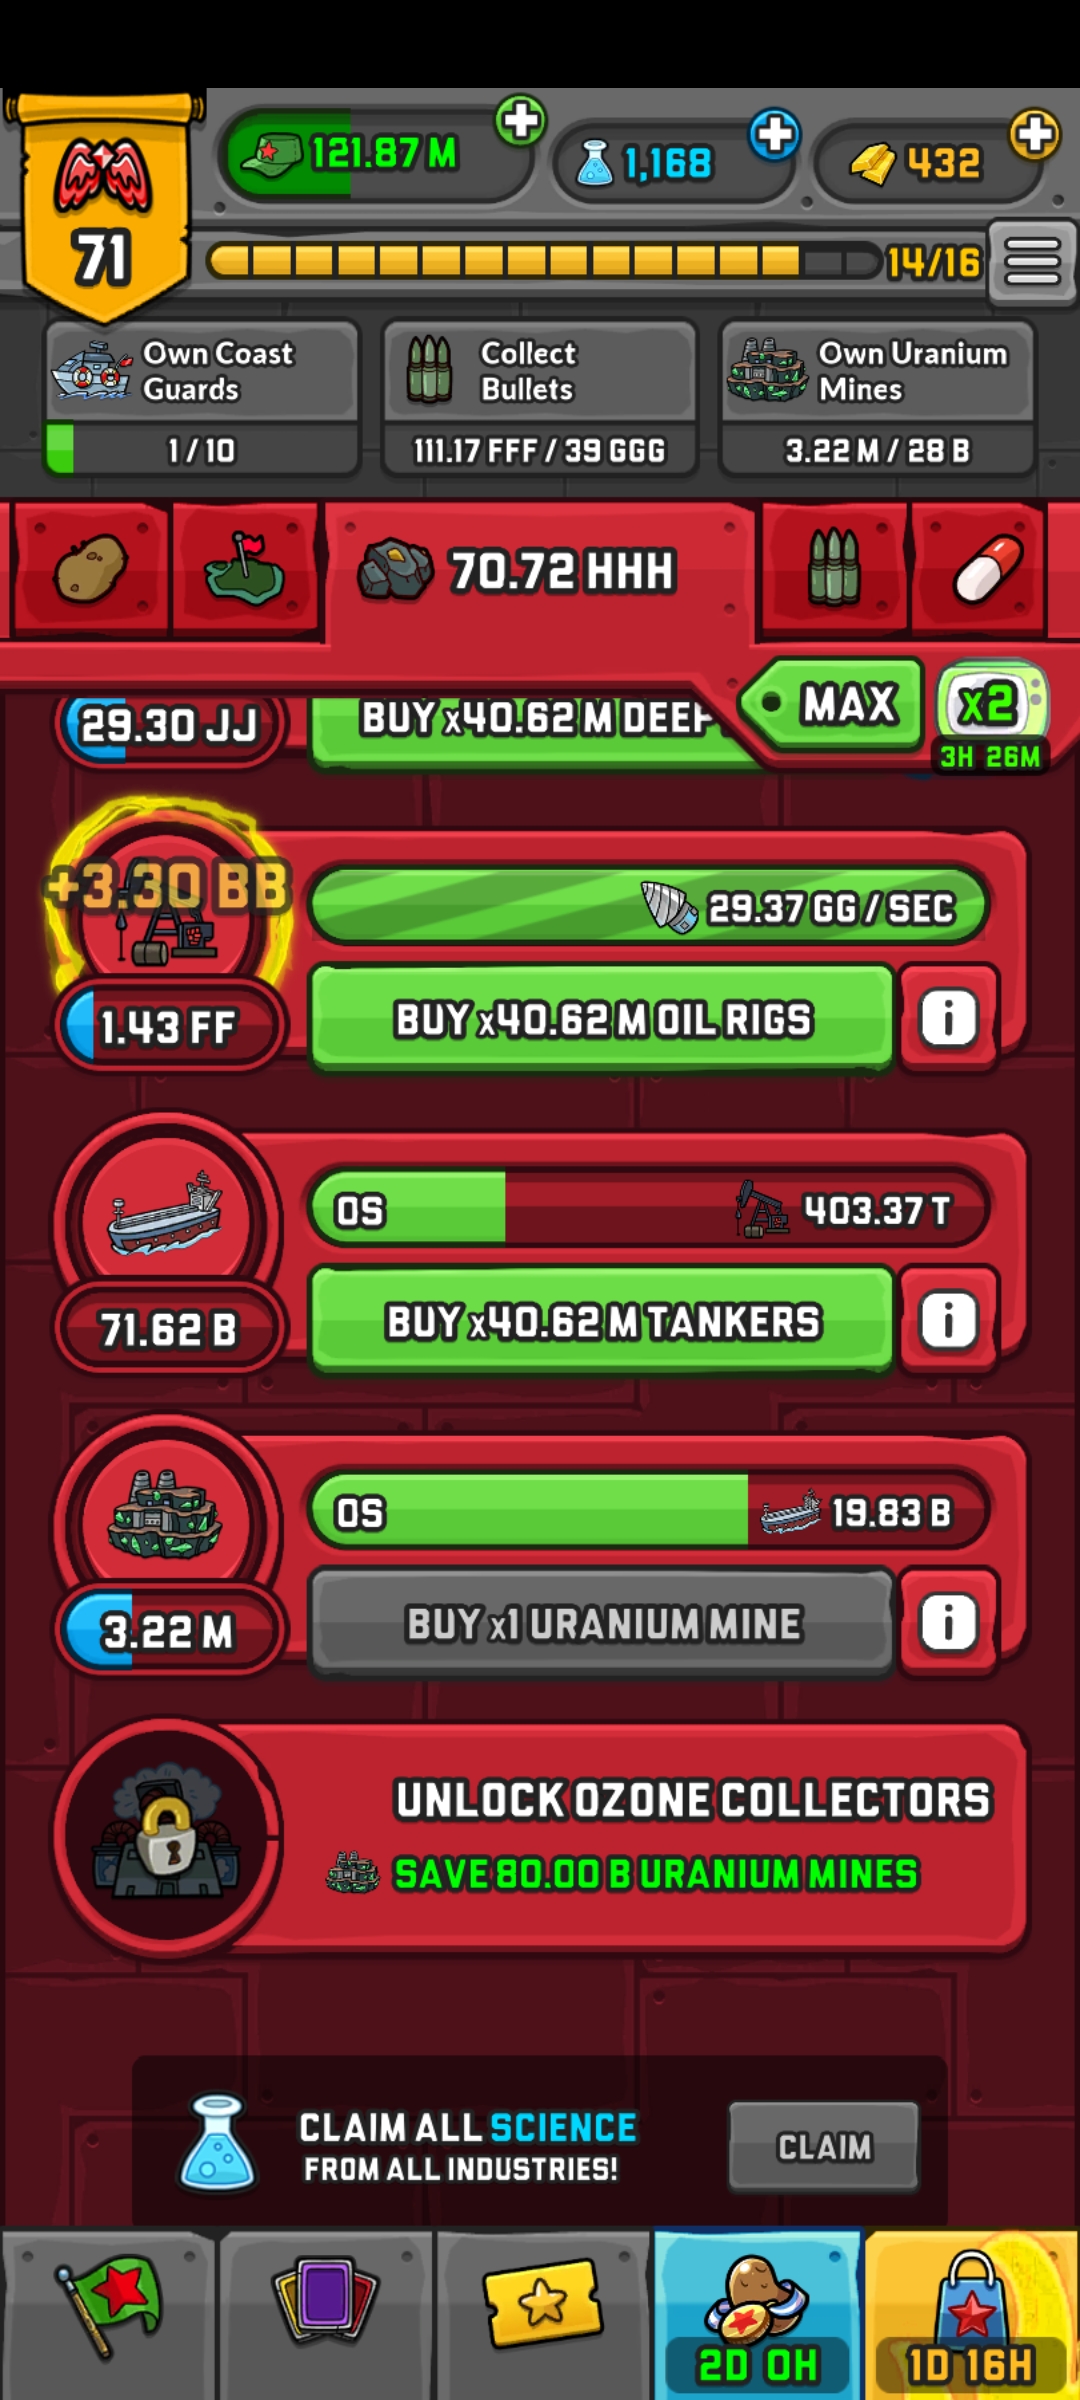 121.87 M
1,168
432
71
14/16
Own Coast
Guards
1 / 10
Collect
Bullets
111.17 FFF / 39 GGG
Own Uranium
Mines
3.22 M / 28 B
70.72 HHH
MAX
x2
3H 26M
29.30 JJ
BUY x40.62 M DEEP
+3.30 BB
29.37 GG / SEC
1.43 FF
BUY x40.62 M OIL RIGS
i
0S
403.37 T
71.62 B
BUY x40.62 M TANKERS
i
0S
19.83 B
3.22 M
BUY x1 URANIUM MINE
i
UNLOCK OZONE COLLECTORS
SAVE 80.00 B URANIUM MINES
CLAIM ALL SCIENCE
FROM ALL INDUSTRIES!
CLAIM
2D 0H
1D 16H